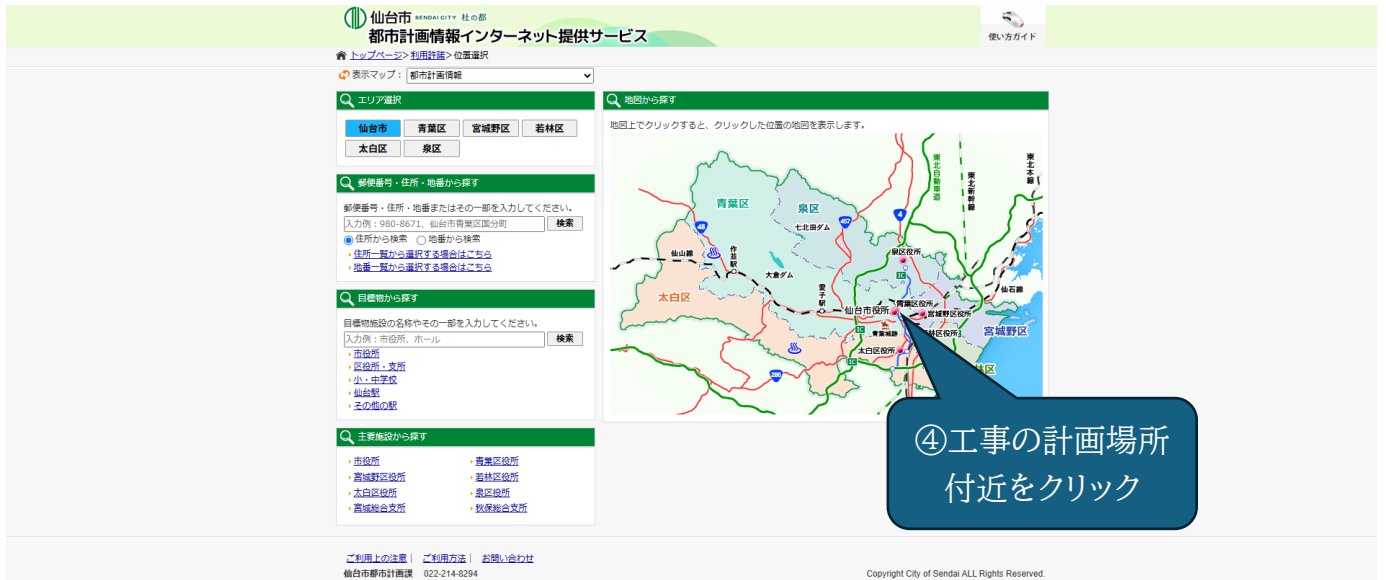 仙台市 SENDAI CITY 杜の都
都市計画情報インターネット提供サービス
使い方ガイド
トップページ> 利用許諾> 位置選択
表示マップ： 都市計画情報
エリア選択
仙台市 青葉区 宮城野区 若林区
太白区 泉区
郵便番号・住所・地番から探す
郵便番号・住所・地番またはその一部を入力してください。
入力例：980-8671、仙台市青葉区国分町 検索
住所から検索 地番から検索
住所一覧から選択する場合はこちら
地番一覧から選択する場合はこちら
目標物から探す
目標物施設の名称やその一部を入力してください。
入力例：市役所、ホール 検索
市役所
区役所・支所
小・中学校
仙台駅
その他の駅
主要施設から探す
市役所 青葉区役所
宮城野区役所 若林区役所
太白区役所 泉区役所
宮城総合支所 秋保総合支所
地図から探す
地図上でクリックすると、クリックした位置の地図を表示します。
東北自動車道
東北新幹線
東北本線
青葉区
泉区
七北田ダム
457
4
48
仙山線
作並駅
大倉ダム
泉区役所
IC
仙石線
太白区
愛子駅
仙台市役所
青葉区役所
宮城野区役所
宮城野区
IC
青葉城跡
林区役所
太白区役所
IC
286
林区
④工事の計画場所
付近をクリック
ご利用上の注意｜ ご利用方法｜ お問い合わせ
仙台市都市計画課 022-214-8294
Copyright City of Sendai ALL Rights Reserved.